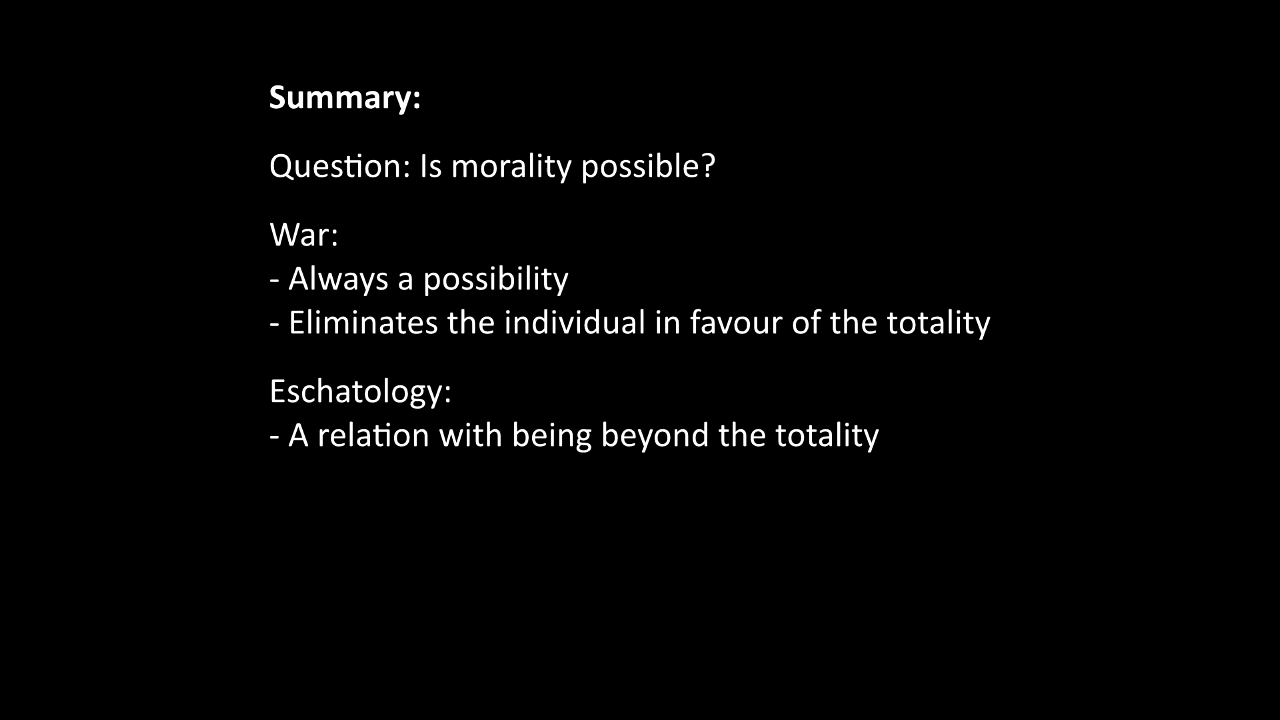 Summary:
Question: Is morality possible?
War:
- Always a possibility
- Eliminates the individual in favour of the totality
Eschatology:
- A relation with being beyond the totality